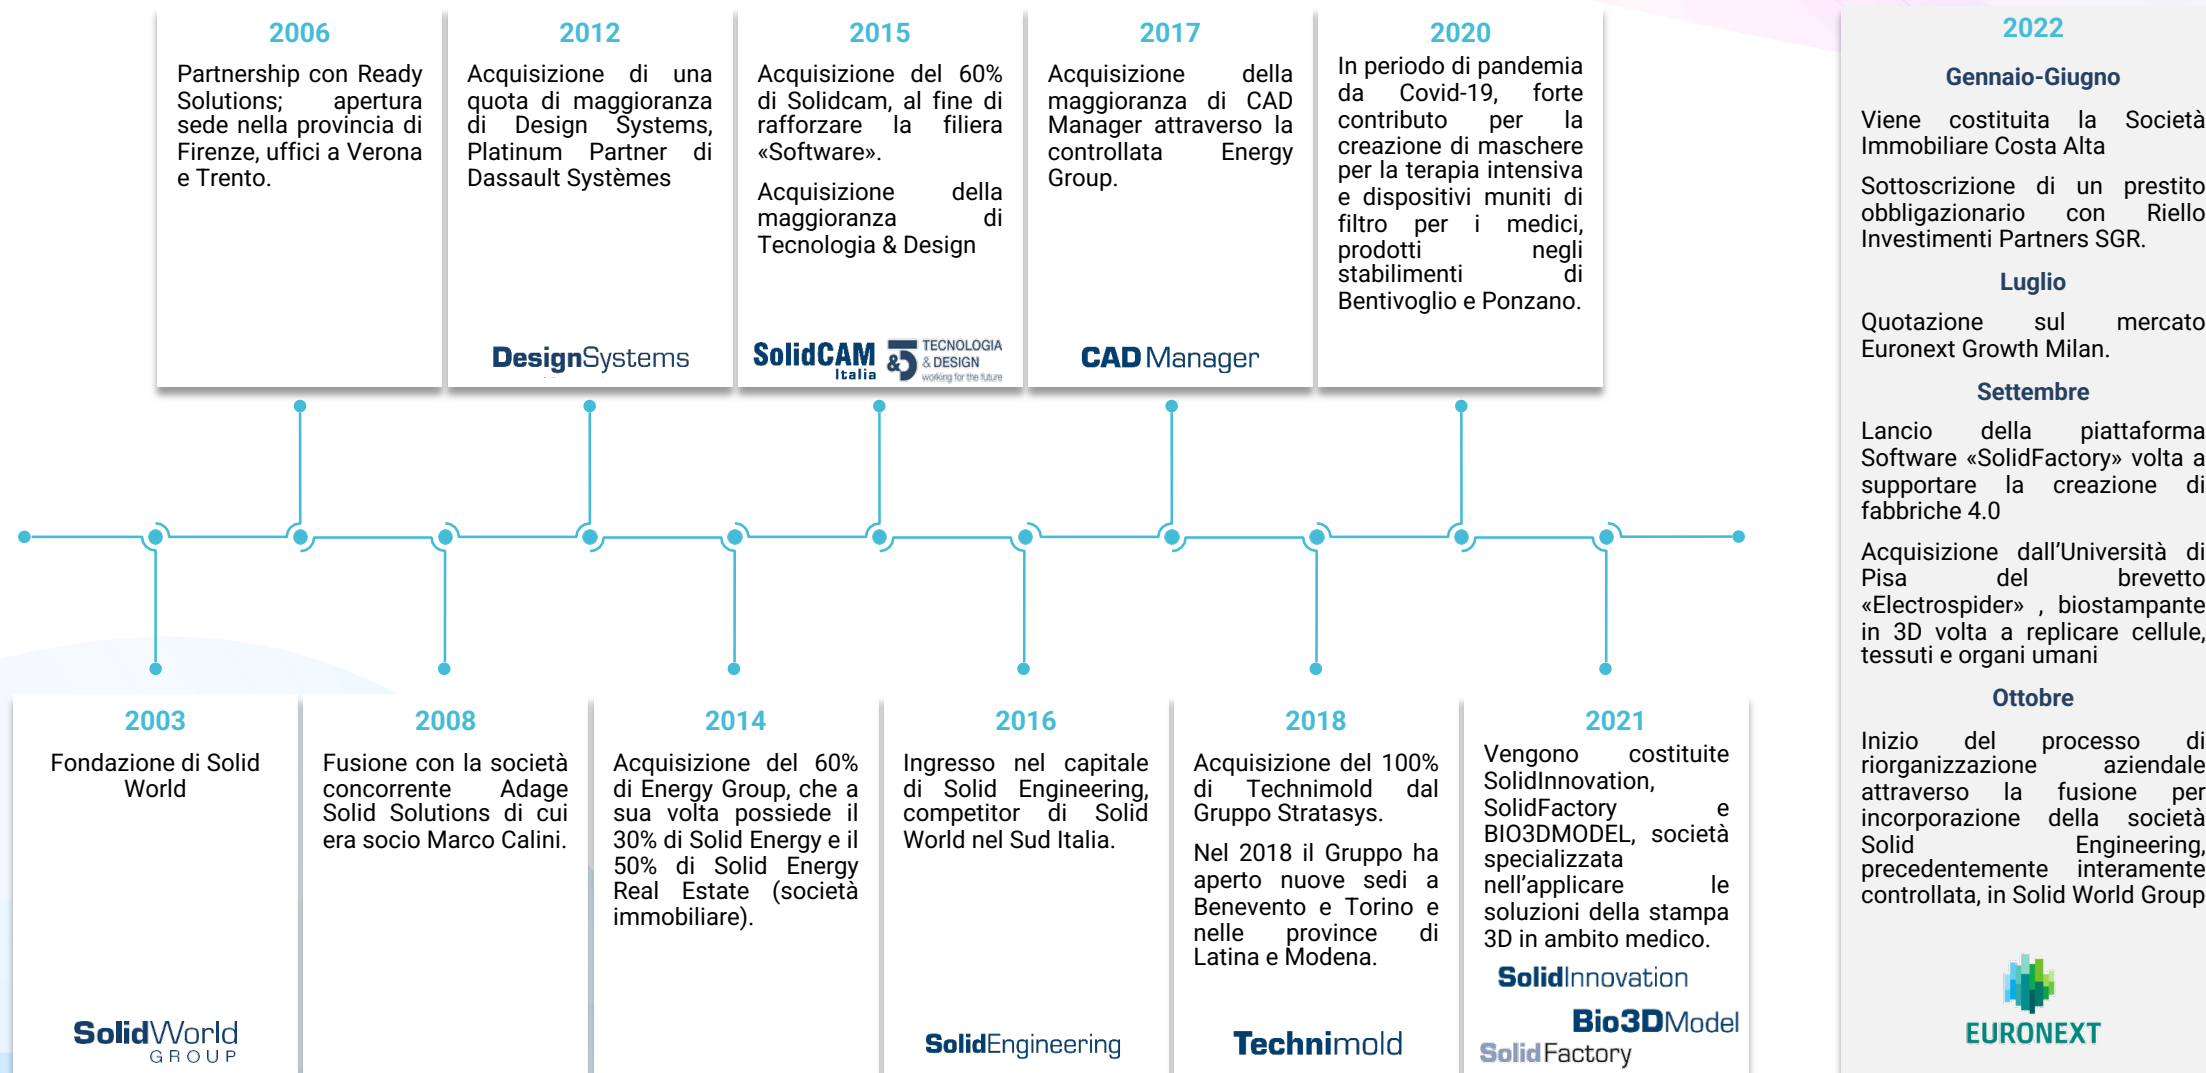 2006
Partnership con Ready
Solutions; apertura
sede nella provincia di
Firenze, uffici a Verona
e Trento.
2012
Acquisizione di una
quota di maggioranza
di Design Systems,
Platinum Partner di
Dassault Systèmes
DesignSystems
2015
Acquisizione del 60%
di Solidcam, al fine di
rafforzare la filiera
«Software».
Acquisizione della
maggioranza di
Tecnologia & Design
SolidCAM
Italia
TECNOLOGIA
& DESIGN
working for the future
2017
Acquisizione della
maggioranza di CAD
Manager attraverso la
controllata Energy
Group.
CAD Manager
2020
In periodo di pandemia
da Covid-19, forte
contributo per la
creazione di maschere
per la terapia intensiva
e dispositivi muniti di
filtro per i medici,
prodotti negli
stabilimenti di
Bentivoglio e Ponzano.
2003
Fondazione di Solid
World
SolidWorld
GROUP
2008
Fusione con la società
concorrente Adage
Solid Solutions di cui
era socio Marco Calini.
2014
Acquisizione del 60%
di Energy Group, che a
sua volta possiede il
30% di Solid Energy e il
50% di Solid Energy
Real Estate (società
immobiliare).
2016
Ingresso nel capitale
di Solid Engineering,
competitor di Solid
World nel Sud Italia.
SolidEngineering
2018
Acquisizione del 100%
di Technimold dal
Gruppo Stratasys.
Nel 2018 il Gruppo ha
aperto nuove sedi a
Benevento e Torino e
nelle province di
Latina e Modena.
Technimold
2021
Vengono costituite
SolidInnovation,
SolidFactory e
BIO3DMODEL, società
specializzata
nell'applicare le
soluzioni della stampa
3D in ambito medico.
SolidInnovation
Bio3DModel
SolidFactory
2022
Gennaio-Giugno
Viene costituita la Società
Immobiliare Costa Alta
Sottoscrizione di un prestito
obbligazionario con Riello
Investimenti Partners SGR.
Luglio
Quotazione sul mercato
Euronext Growth Milan.
Settembre
Lancio della piattaforma
Software «SolidFactory» volta a
supportare la creazione di
fabbriche 4.0
Acquisizione dall'Università di
Pisa del brevetto
«Electrospider» , biostampante
in 3D volta a replicare cellule,
tessuti e organi umani
Ottobre
Inizio del processo di
riorganizzazione aziendale
attraverso la fusione per
incorporazione della società
Solid Engineering,
precedentemente interamente
controllata, in Solid World Group
EURONEXT